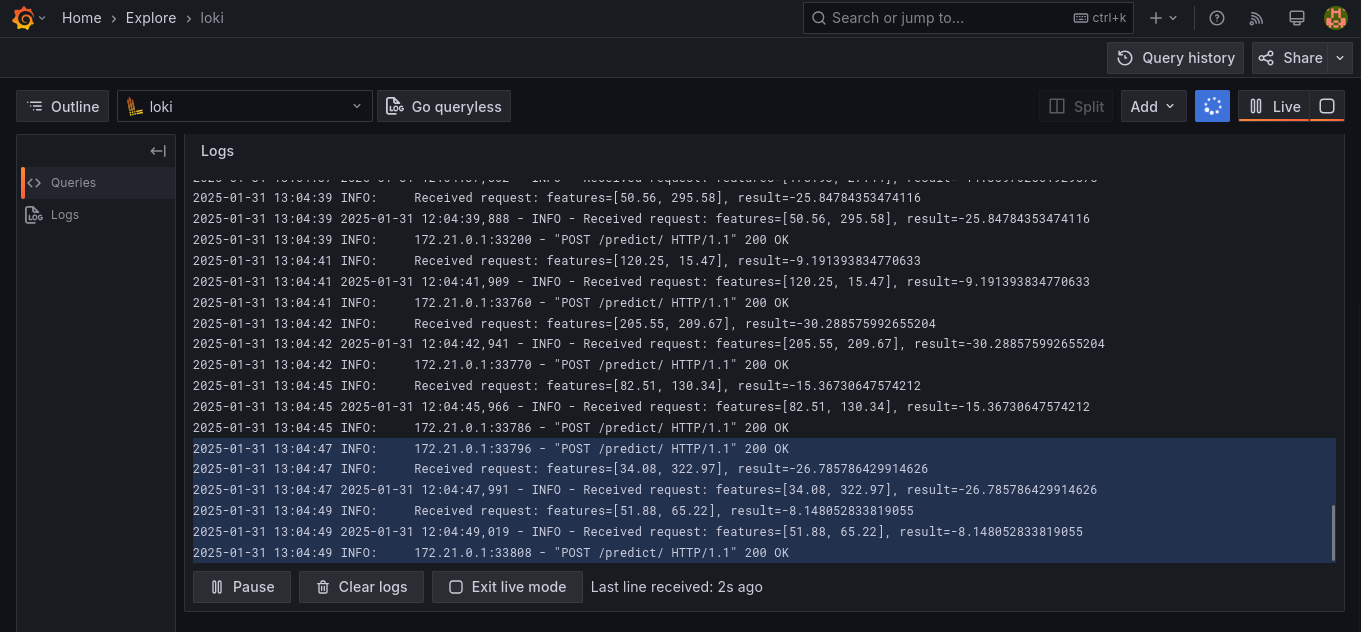 Home › Explore › loki
Search or jump to... ctrl+k
Query history Share
Outline loki Go queryless Split Add Live
Queries
Logs
Logs
2025-01-31 13:04:39 INFO:     Received request: features=[50.56, 295.58], result=-25.84784353474116
2025-01-31 13:04:39 2025-01-31 12:04:39,888 - INFO - Received request: features=[50.56, 295.58], result=-25.84784353474116
2025-01-31 13:04:39 INFO:     172.21.0.1:33200 - "POST /predict/ HTTP/1.1" 200 OK
2025-01-31 13:04:41 INFO:     Received request: features=[120.25, 15.47], result=-9.191393834770633
2025-01-31 13:04:41 2025-01-31 12:04:41,909 - INFO - Received request: features=[120.25, 15.47], result=-9.191393834770633
2025-01-31 13:04:41 INFO:     172.21.0.1:33760 - "POST /predict/ HTTP/1.1" 200 OK
2025-01-31 13:04:42 INFO:     Received request: features=[205.55, 209.67], result=-30.288575992655204
2025-01-31 13:04:42 2025-01-31 12:04:42,941 - INFO - Received request: features=[205.55, 209.67], result=-30.288575992655204
2025-01-31 13:04:42 INFO:     172.21.0.1:33770 - "POST /predict/ HTTP/1.1" 200 OK
2025-01-31 13:04:45 INFO:     Received request: features=[82.51, 130.34], result=-15.36730647574212
2025-01-31 13:04:45 2025-01-31 12:04:45,966 - INFO - Received request: features=[82.51, 130.34], result=-15.36730647574212
2025-01-31 13:04:45 INFO:     172.21.0.1:33786 - "POST /predict/ HTTP/1.1" 200 OK
2025-01-31 13:04:47 INFO:     172.21.0.1:33796 - "POST /predict/ HTTP/1.1" 200 OK
2025-01-31 13:04:47 INFO:     Received request: features=[34.08, 322.97], result=-26.785786429914626
2025-01-31 13:04:47 2025-01-31 12:04:47,991 - INFO - Received request: features=[34.08, 322.97], result=-26.785786429914626
2025-01-31 13:04:49 INFO:     Received request: features=[51.88, 65.22], result=-8.148052833819055
2025-01-31 13:04:49 2025-01-31 12:04:49,019 - INFO - Received request: features=[51.88, 65.22], result=-8.148052833819055
2025-01-31 13:04:49 INFO:     172.21.0.1:33808 - "POST /predict/ HTTP/1.1" 200 OK
Pause Clear logs Exit live mode Last line received: 2s ago